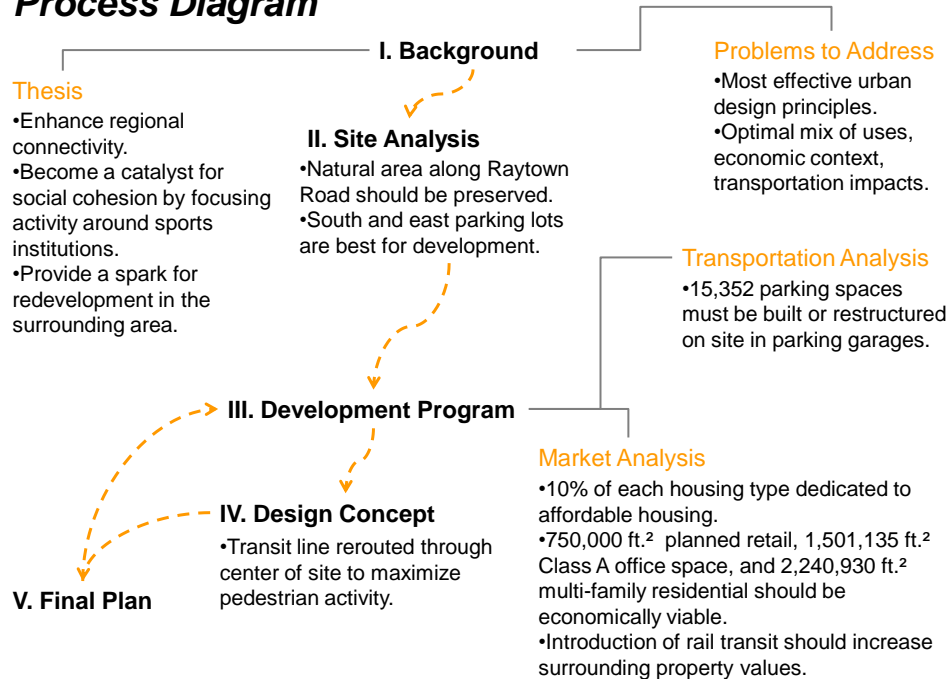 Process Diagram
I. Background
Thesis
•Enhance regional
connectivity.
•Become a catalyst for
social cohesion by focusing
activity around sports
institutions.
•Provide a spark for
redevelopment in the
surrounding area.
Problems to Address
•Most effective urban
design principles.
•Optimal mix of uses,
economic context,
transportation impacts.
II. Site Analysis
•Natural area along Raytown
Road should be preserved.
•South and east parking lots
are best for development.
Transportation Analysis
•15,352 parking spaces
must be built or restructured
on site in parking garages.
III. Development Program
Market Analysis
•10% of each housing type dedicated to
affordable housing.
•750,000 ft.² planned retail, 1,501,135 ft.²
Class A office space, and 2,240,930 ft.²
multi-family residential should be
economically viable.
•Introduction of rail transit should increase
surrounding property values.
IV. Design Concept
•Transit line rerouted through
center of site to maximize
pedestrian activity.
V. Final Plan